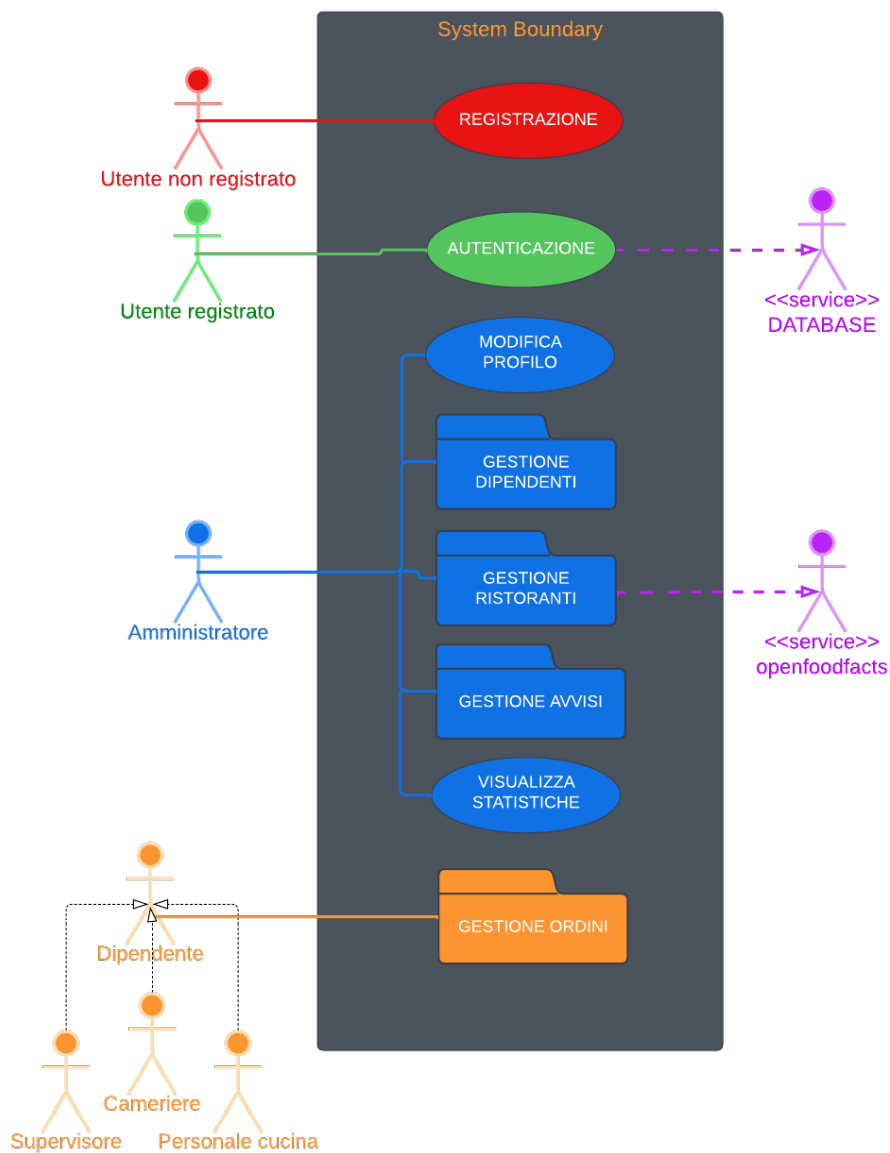 System Boundary
REGISTRAZIONE
Utente non registrato
AUTENTICAZIONE
Utente registrato
<<service>>
DATABASE
MODIFICA
PROFILO
GESTIONE
DIPENDENTI
GESTIONE
RISTORANTI
Amministratore
<<service>>
openfoodfacts
GESTIONE AVVISI
VISUALIZZA
STATISTICHE
GESTIONE ORDINI
Dipendente
Cameriere
Supervisore
Personale cucina